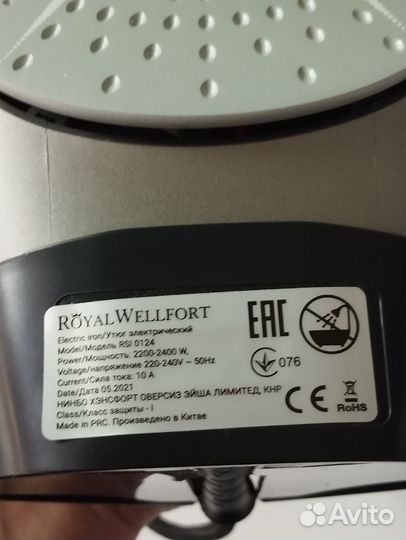 ROYAL WELLFORT
Electric iron/Утюг электрический
Model/Модель RSI 0124
Power/Мощность: 2200-2400 W,
Voltage/напряжение 220-240V ~ 50Hz
Current/Сила тока: 10 A
Date/Дата 05.2021
НИНБО ХЭНСФОРТ ОВЕРСИЗ ЭЙША ЛИМИТЕД, КНР
Class/Класс защиты - I
Made in PRC. Произведено в Китае
EAC
076
CE
RoHS
Avito